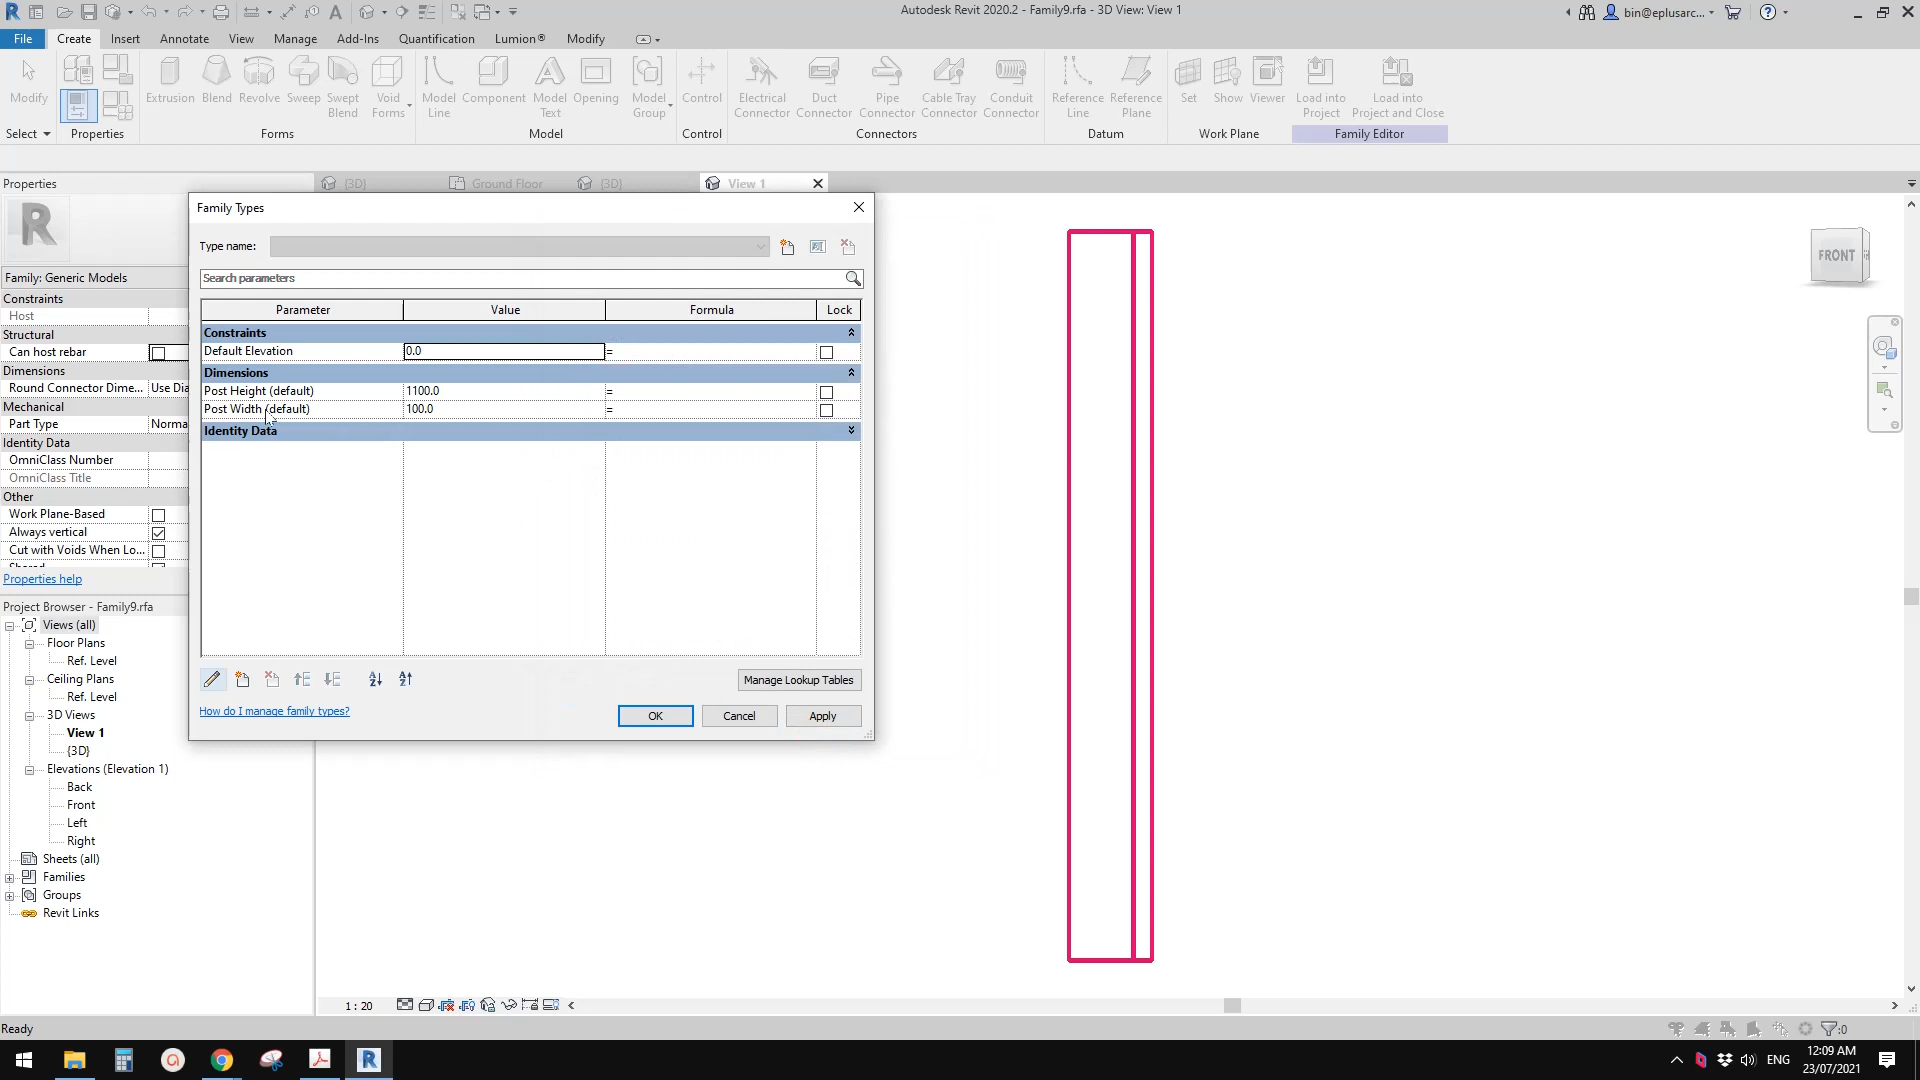 Autodesk Revit 2020.2 - Family9.rfa - 3D View: View 1
bin@eplusarc...
File Create Insert Annotate View Manage Add-Ins Quantification Lumion® Modify
Modify
Extrusion Blend Revolve Sweep Swept Blend Void Forms
Model Line Component Model Text Opening Model Group
Control
Electrical Connector Duct Connector Pipe Connector Cable Tray Connector Conduit Connector
Reference Line Reference Plane
Set Show Viewer
Load into Project Load into Project and Close
Select Properties Forms Model Control Connectors Datum Work Plane Family Editor
Properties
{3D} Ground Floor {3D} View 1
Family: Generic Models
Constraints
Host
Structural
Can host rebar
Dimensions
Round Connector Dime... Use Dia
Mechanical
Part Type Norma
Identity Data
OmniClass Number
OmniClass Title
Other
Work Plane-Based
Always vertical
Cut with Voids When Lo...
Shared
Properties help
Family Types
Type name:
Search parameters
Parameter Value Formula Lock
Constraints
Default Elevation 0.0 =
Dimensions
Post Height (default) 1100.0 =
Post Width (default) 100.0 =
Identity Data
Manage Lookup Tables
How do I manage family types?
OK Cancel Apply
Project Browser - Family9.rfa
Views (all)
Floor Plans
Ref. Level
Ceiling Plans
Ref. Level
3D Views
View 1
{3D}
Elevations (Elevation 1)
Back
Front
Left
Right
Sheets (all)
Families
Groups
Revit Links
FRONT
1 : 20
Ready
:0
ENG
12:09 AM
23/07/2021